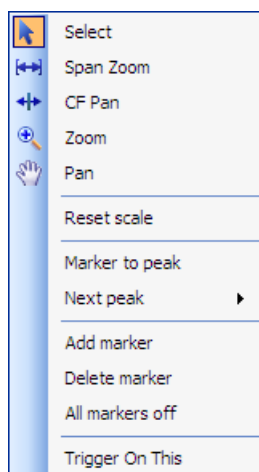 Select
Span Zoom
CF Pan
Zoom
Pan
Reset scale
Marker to peak
Next peak
Add marker
Delete marker
All markers off
Trigger On This